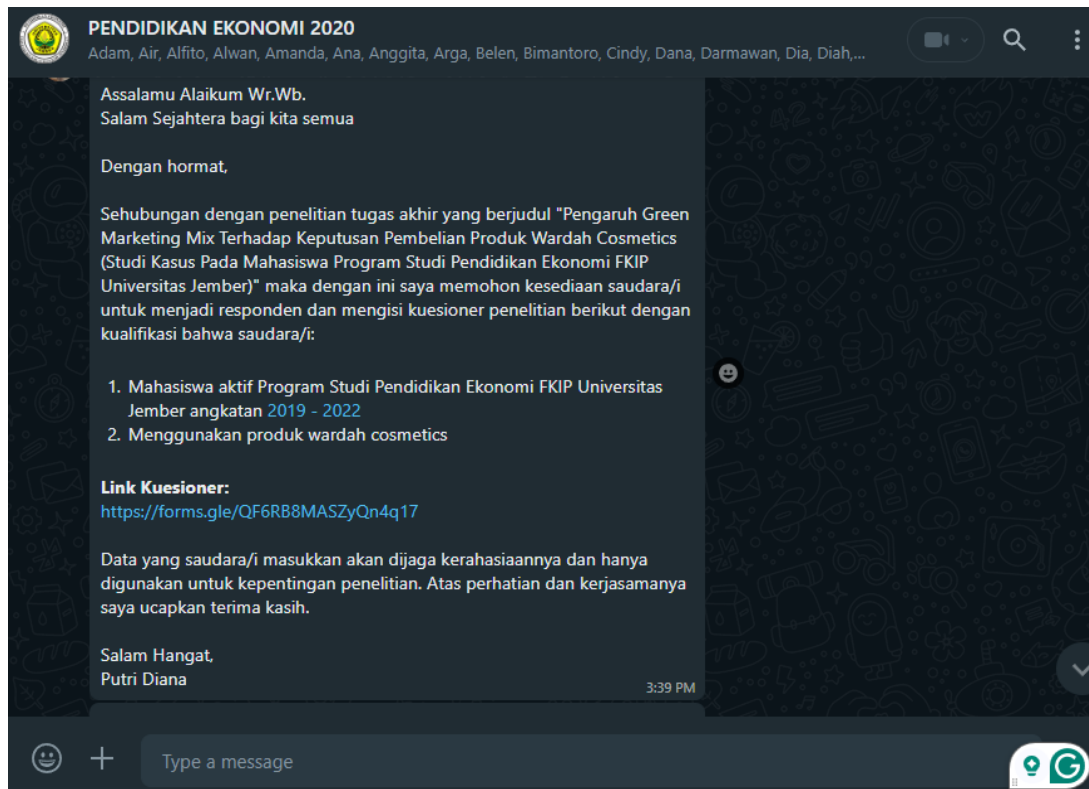 PENDIDIKAN EKONOMI 2020
Adam, Air, Alfito, Alwan, Amanda, Ana, Anggita, Arga, Belen, Bimantoro, Cindy, Dana, Darmawan, Dia, Diah,...
Assalamu Alaikum Wr.Wb.
Salam Sejahtera bagi kita semua
Dengan hormat,
Sehubungan dengan penelitian tugas akhir yang berjudul "Pengaruh Green
Marketing Mix Terhadap Keputusan Pembelian Produk Wardah Cosmetics
(Studi Kasus Pada Mahasiswa Program Studi Pendidikan Ekonomi FKIP
Universitas Jember)" maka dengan ini saya memohon kesediaan saudara/i
untuk menjadi responden dan mengisi kuesioner penelitian berikut dengan
kualifikasi bahwa saudara/i:
1. Mahasiswa aktif Program Studi Pendidikan Ekonomi FKIP Universitas
Jember angkatan 2019 - 2022
2. Menggunakan produk wardah cosmetics
Link Kuesioner:
https://forms.gle/QF6RB8MASZyQn4q17
Data yang saudara/i masukkan akan dijaga kerahasiaannya dan hanya
digunakan untuk kepentingan penelitian. Atas perhatian dan kerjasamanya
saya ucapkan terima kasih.
Salam Hangat,
Putri Diana
3:39 PM
Type a message